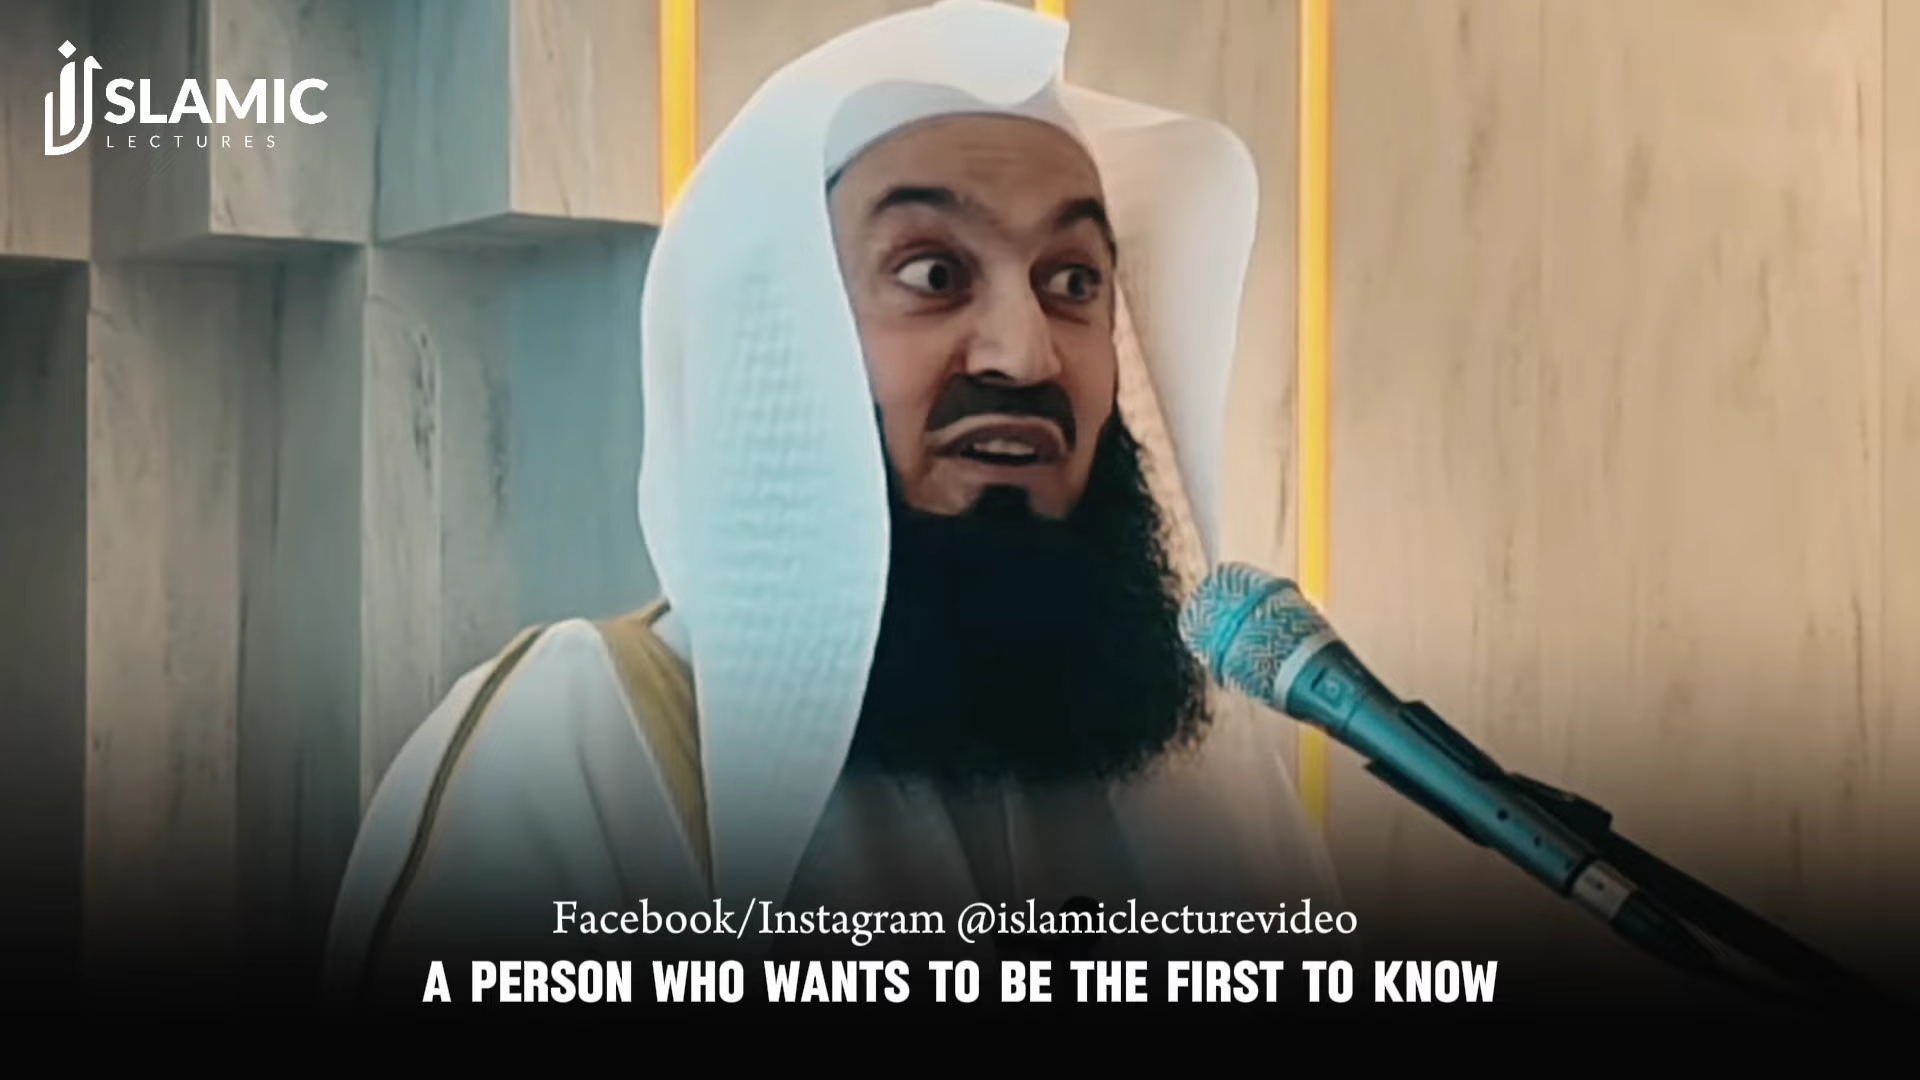 ISLAMIC
LECTURES
Facebook/Instagram @islamiclecturevideo
A PERSON WHO WANTS TO BE THE FIRST TO KNOW